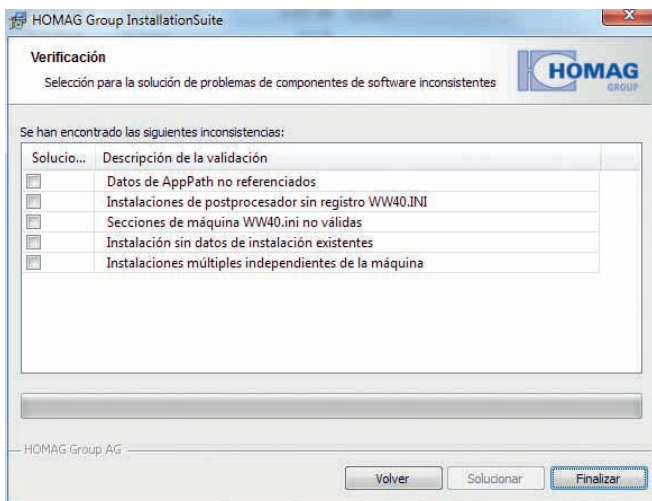 HOMAG Group InstallationSuite
Verificación
Selección para la solución de problemas de componentes de software inconsistentes
HOMAG
GROUP
Se han encontrado las siguientes inconsistencias:
Solucio... Descripción de la validación
Datos de AppPath no referenciados
Instalaciones de postprocesador sin registro WW40.INI
Secciones de máquina WW40.ini no válidas
Instalación sin datos de instalación existentes
Instalaciones múltiples independientes de la máquina
HOMAG Group AG
Volver Solucionar Finalizar